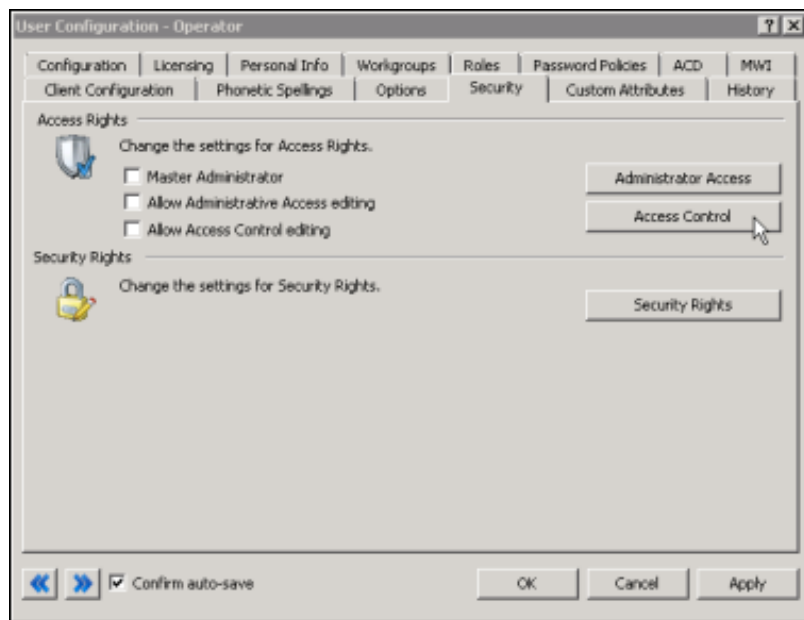 User Configuration - Operator
Configuration Licensing Personal Info Workgroups Roles Password Policies ACD MWI
Client Configuration Phonetic Spellings Options Security Custom Attributes History
Access Rights
Change the settings for Access Rights.
Master Administrator
Administrator Access
Allow Administrative Access editing
Access Control
Allow Access Control editing
Security Rights
Change the settings for Security Rights.
Security Rights
Confirm auto-save OK Cancel Apply